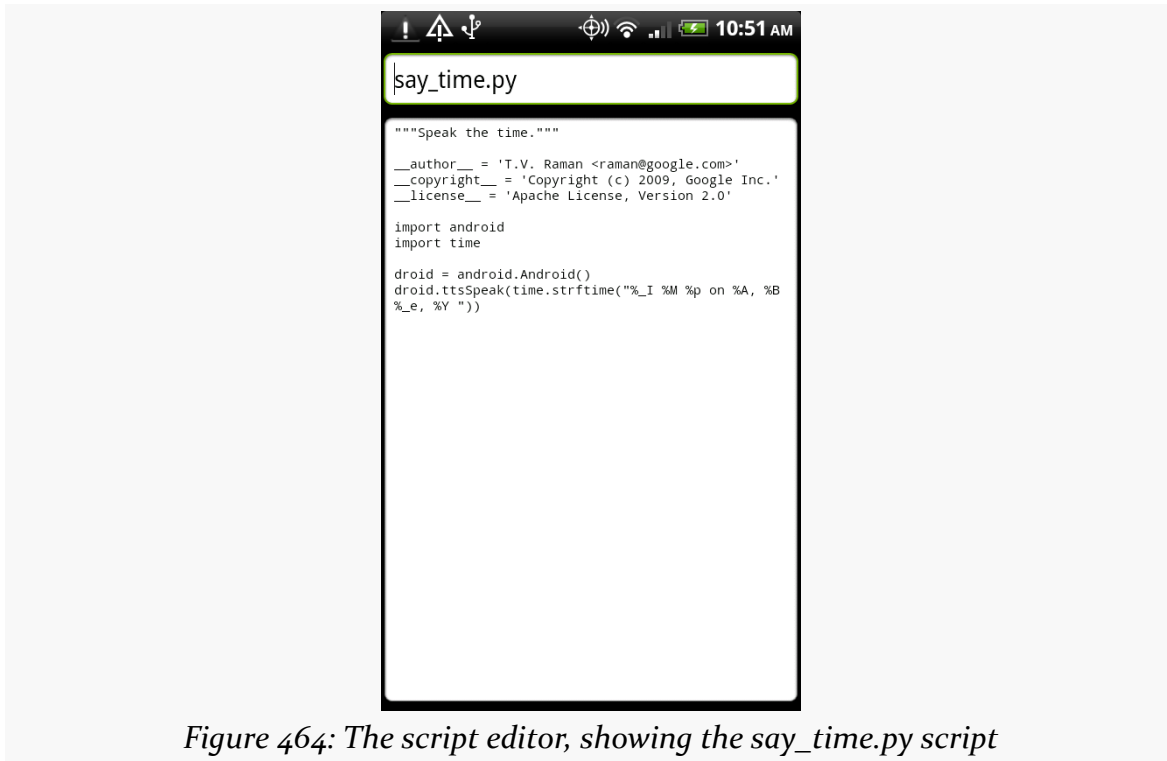 10:51 AM
say_time.py
"""Speak the time."""
__author__ = 'T.V. Raman <raman@google.com>'
__copyright__ = 'Copyright (c) 2009, Google Inc.'
__license__ = 'Apache License, Version 2.0'
import android
import time
droid = android.Android()
droid.ttsSpeak(time.strftime("%_I %M %p on %A, %B
%_e, %Y "))
Figure 464: The script editor, showing the say_time.py script